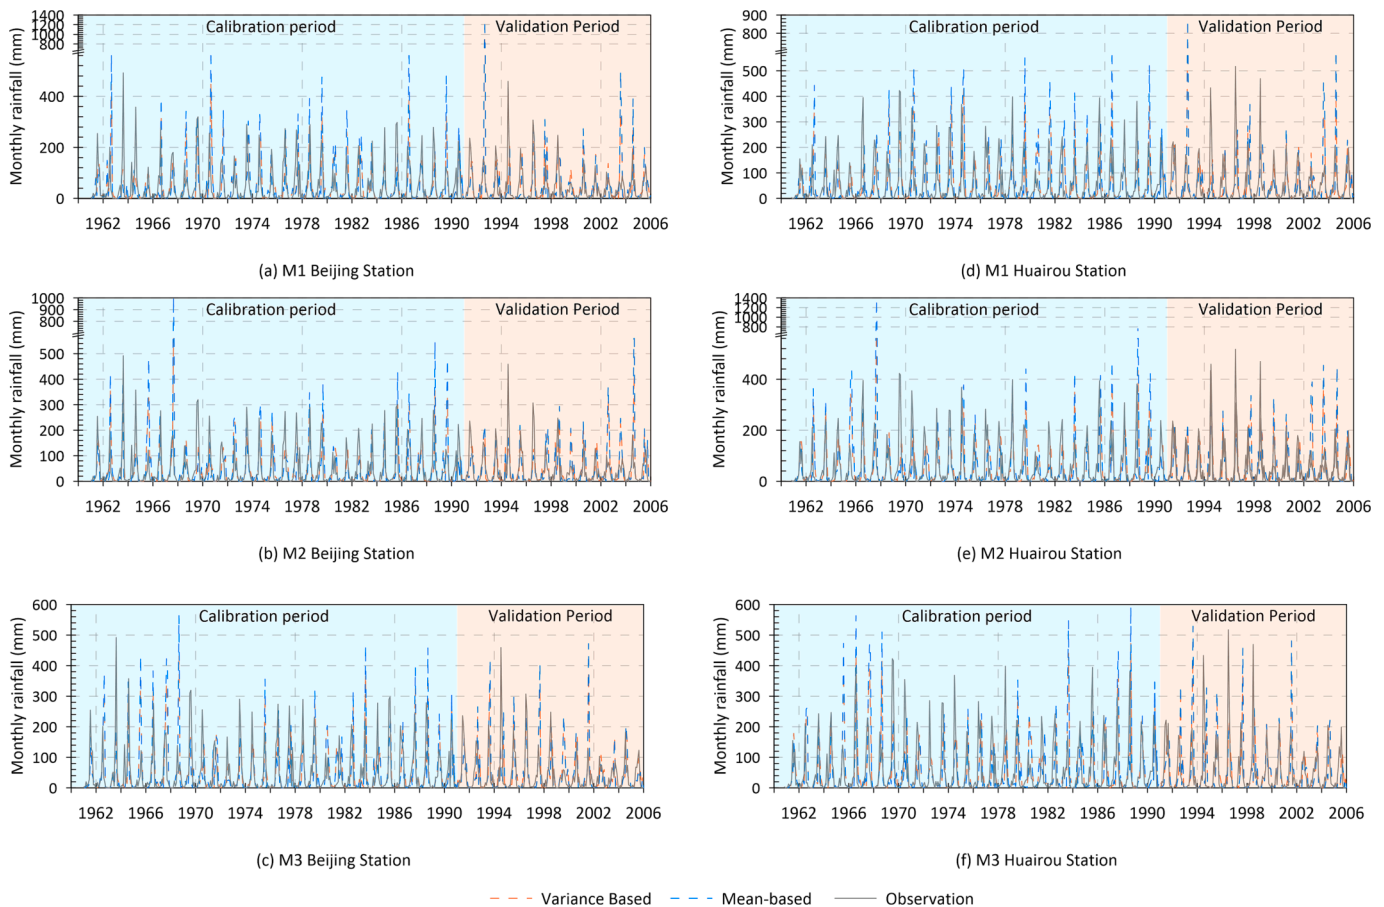 Monthly rainfall (mm)
1400
1200
1000
800
400
200
0
Calibration period
Validation Period
1962 1966 1970 1974 1978 1982 1986 1990 1994 1998 2002 2006
(a) M1 Beijing Station
Monthly rainfall (mm)
900
800
500
400
300
200
100
0
Calibration period
Validation Period
1962 1966 1970 1974 1978 1982 1986 1990 1994 1998 2002 2006
(d) M1 Huairou Station
Monthly rainfall (mm)
1000
900
800
500
400
300
200
100
0
Calibration period
Validation Period
1962 1966 1970 1974 1978 1982 1986 1990 1994 1998 2002 2006
(b) M2 Beijing Station
Monthly rainfall (mm)
1400
1200
1000
800
400
200
0
Calibration period
Validation Period
1962 1966 1970 1974 1978 1982 1986 1990 1994 1998 2002 2006
(e) M2 Huairou Station
Monthly rainfall (mm)
600
500
400
300
200
100
0
Calibration period
Validation Period
1962 1966 1970 1974 1978 1982 1986 1990 1994 1998 2002 2006
(c) M3 Beijing Station
Monthly rainfall (mm)
600
500
400
300
200
100
0
Calibration period
Validation Period
1962 1966 1970 1974 1978 1982 1986 1990 1994 1998 2002 2006
(f) M3 Huairou Station
Variance Based Mean-based Observation